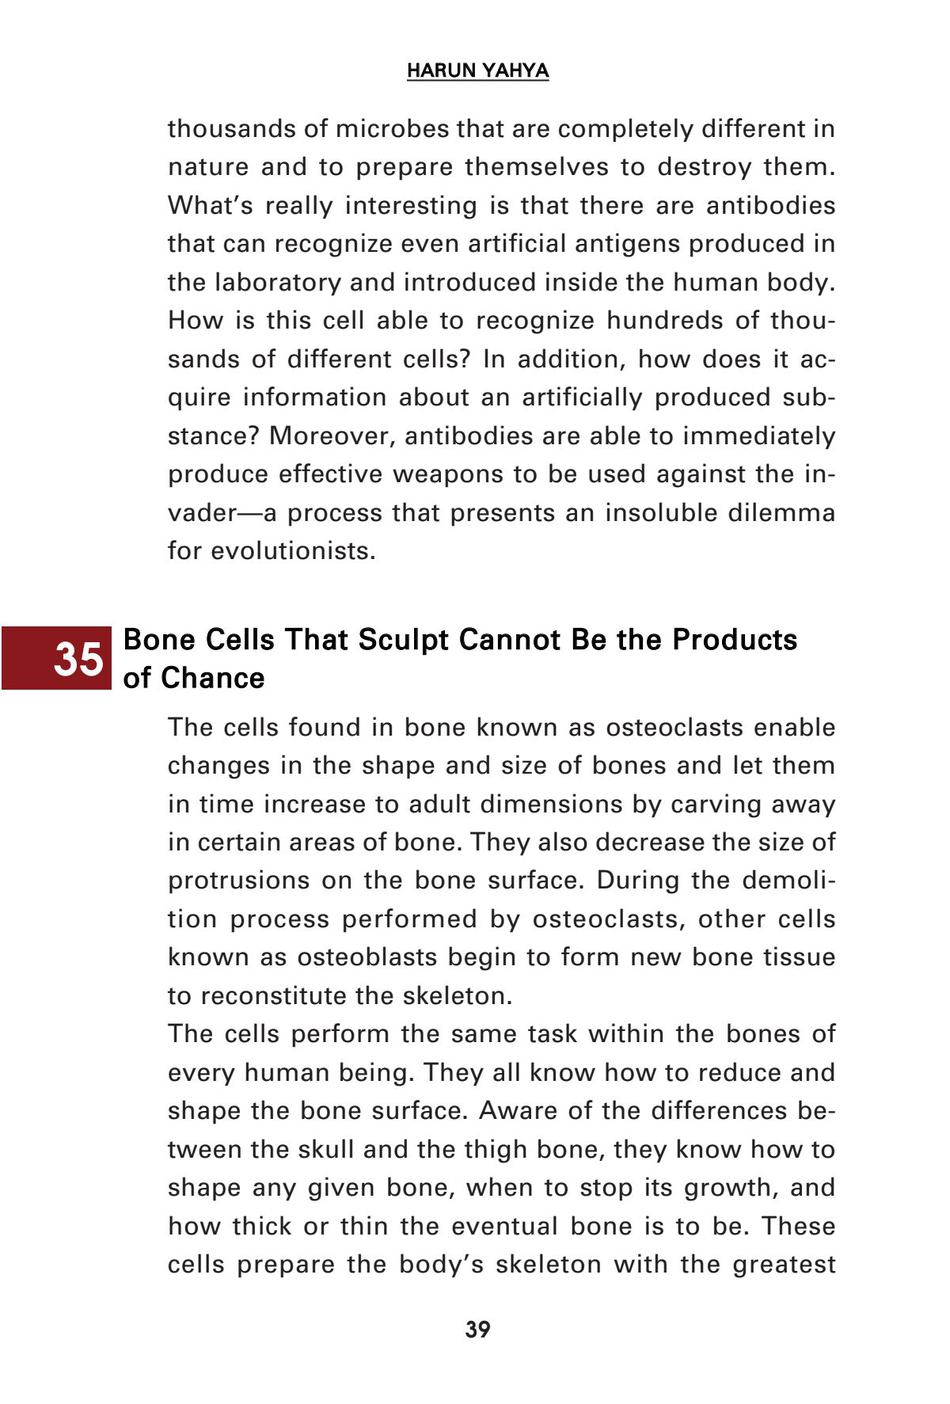 HARUN YAHYA
thousands of microbes that are completely different in
nature and to prepare themselves to destroy them.
What's really interesting is that there are antibodies
that can recognize even artificial antigens produced in
the laboratory and introduced inside the human body.
How is this cell able to recognize hundreds of thou-
sands of different cells? In addition, how does it ac-
quire information about an artificially produced sub-
stance? Moreover, antibodies are able to immediately
produce effective weapons to be used against the in-
vader—a process that presents an insoluble dilemma
for evolutionists.
35
Bone Cells That Sculpt Cannot Be the Products
of Chance
The cells found in bone known as osteoclasts enable
changes in the shape and size of bones and let them
in time increase to adult dimensions by carving away
in certain areas of bone. They also decrease the size of
protrusions on the bone surface. During the demoli-
tion process performed by osteoclasts, other cells
known as osteoblasts begin to form new bone tissue
to reconstitute the skeleton.
The cells perform the same task within the bones of
every human being. They all know how to reduce and
shape the bone surface. Aware of the differences be-
tween the skull and the thigh bone, they know how to
shape any given bone, when to stop its growth, and
how thick or thin the eventual bone is to be. These
cells prepare the body's skeleton with the greatest
39